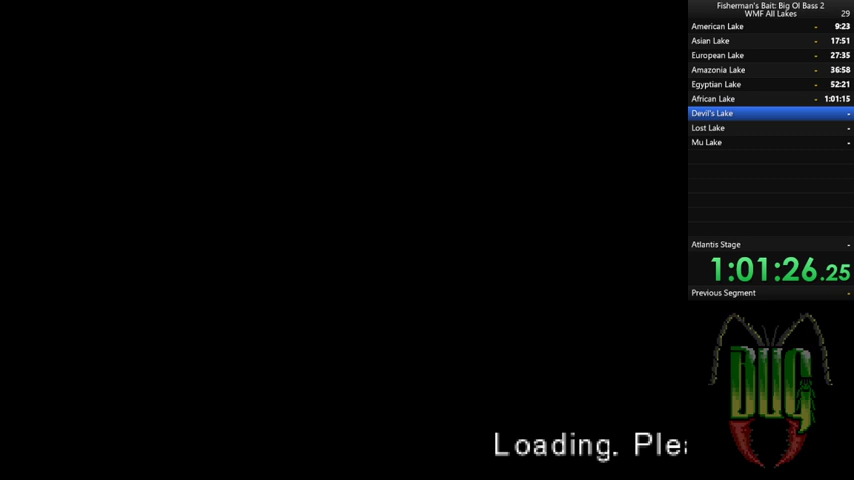 Fisherman's Bait: Big Ol Bass 2
WMF All Lakes 29
American Lake - 9:23
Asian Lake - 17:51
European Lake - 27:35
Amazonia Lake - 36:58
Egyptian Lake - 52:21
African Lake - 1:01:15
Devil's Lake -
Lost Lake -
Mu Lake -
Atlantis Stage -
1:01:26.25
Previous Segment -
BUG
Loading. Plea